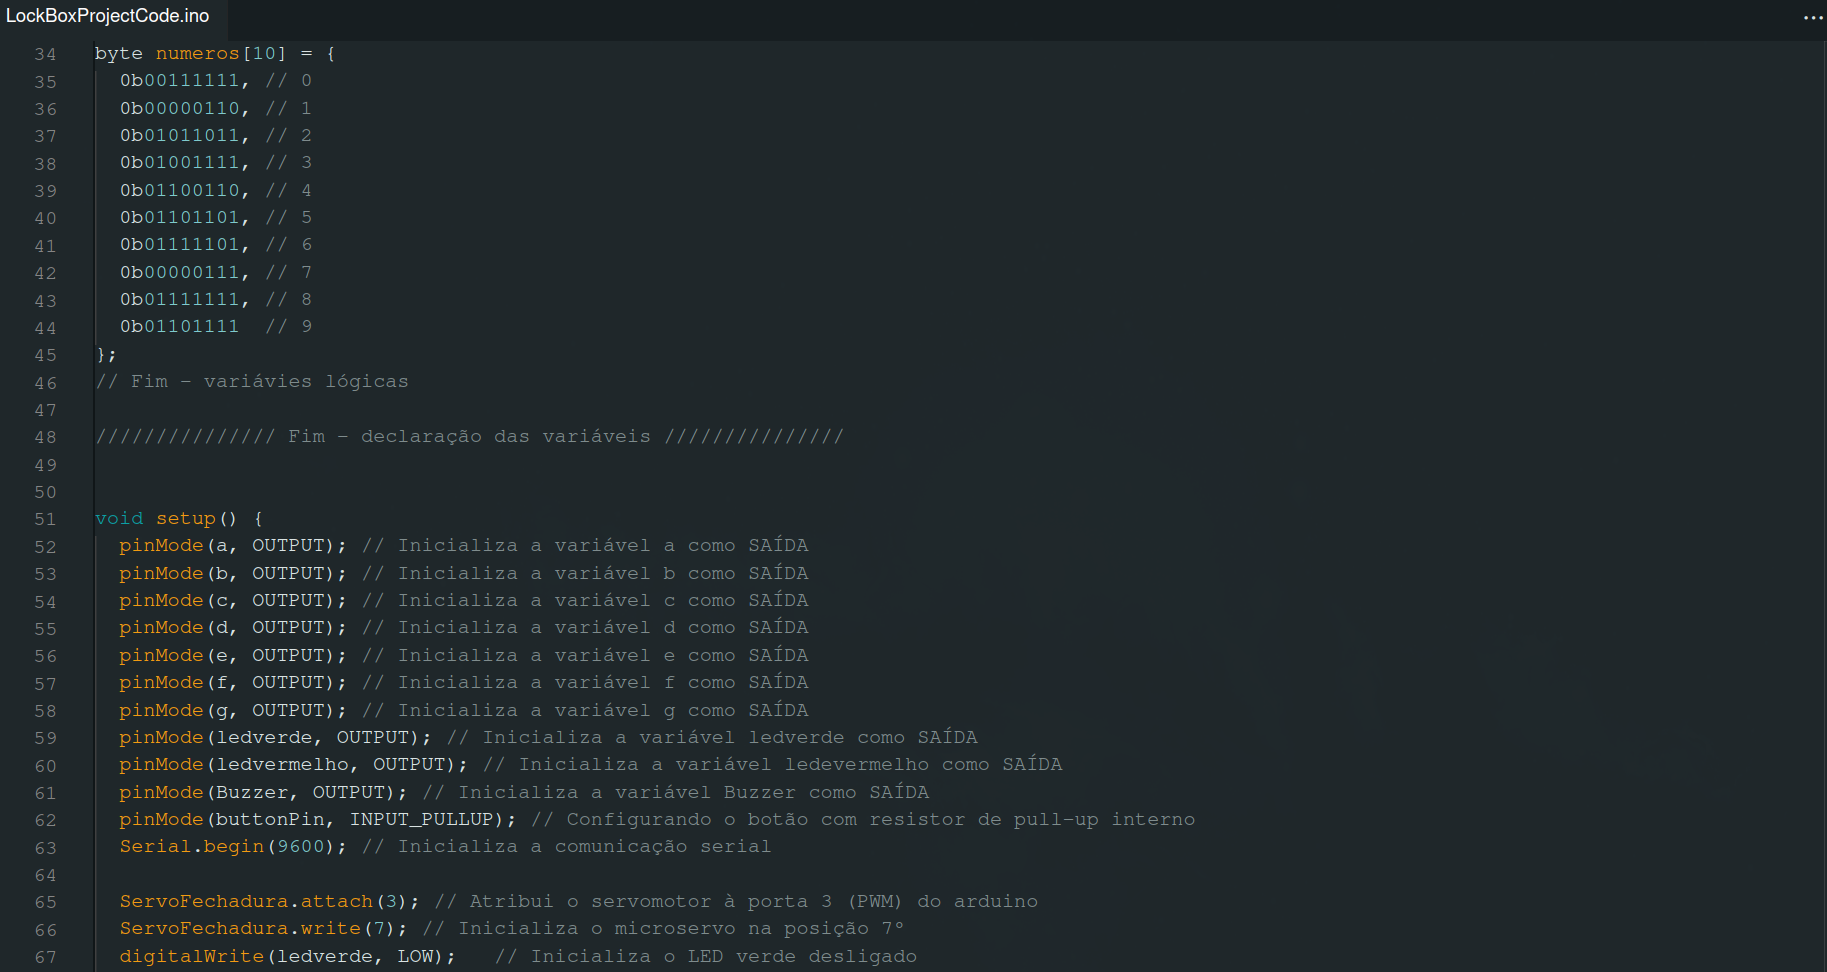 LockBoxProjectCode.ino
34 byte numeros[10] = {
35   0b00111111, // 0
36   0b00000110, // 1
37   0b01011011, // 2
38   0b01001111, // 3
39   0b01100110, // 4
40   0b01101101, // 5
41   0b01111101, // 6
42   0b00000111, // 7
43   0b01111111, // 8
44   0b01101111  // 9
45 };
46 // Fim - variávies lógicas
47
48 /////////////// Fim - declaração das variáveis ///////////////
49
50
51 void setup() {
52   pinMode(a, OUTPUT); // Inicializa a variável a como SAÍDA
53   pinMode(b, OUTPUT); // Inicializa a variável b como SAÍDA
54   pinMode(c, OUTPUT); // Inicializa a variável c como SAÍDA
55   pinMode(d, OUTPUT); // Inicializa a variável d como SAÍDA
56   pinMode(e, OUTPUT); // Inicializa a variável e como SAÍDA
57   pinMode(f, OUTPUT); // Inicializa a variável f como SAÍDA
58   pinMode(g, OUTPUT); // Inicializa a variável g como SAÍDA
59   pinMode(ledverde, OUTPUT); // Inicializa a variável ledverde como SAÍDA
60   pinMode(ledvermelho, OUTPUT); // Inicializa a variável ledevermelho como SAÍDA
61   pinMode(Buzzer, OUTPUT); // Inicializa a variável Buzzer como SAÍDA
62   pinMode(buttonPin, INPUT_PULLUP); // Configurando o botão com resistor de pull-up interno
63   Serial.begin(9600); // Inicializa a comunicação serial
64
65   ServoFechadura.attach(3); // Atribui o servomotor à porta 3 (PWM) do arduino
66   ServoFechadura.write(7); // Inicializa o microservo na posição 7º
67   digitalWrite(ledverde, LOW);   // Inicializa o LED verde desligado